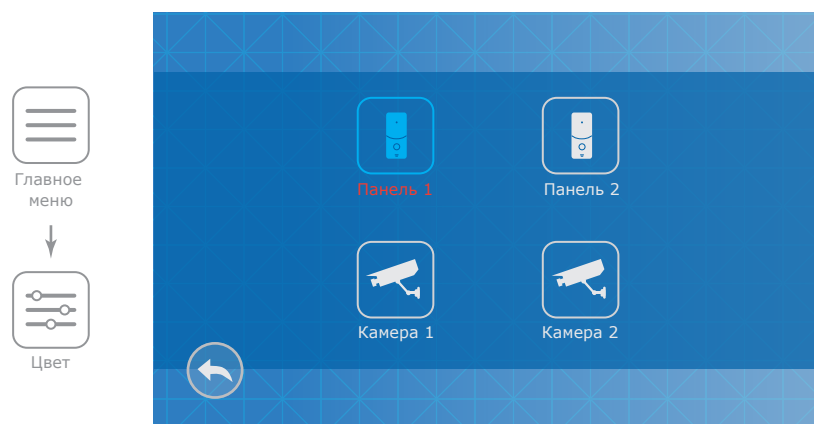 Главное
меню
Цвет
Панель 1
Панель 2
Камера 1
Камера 2